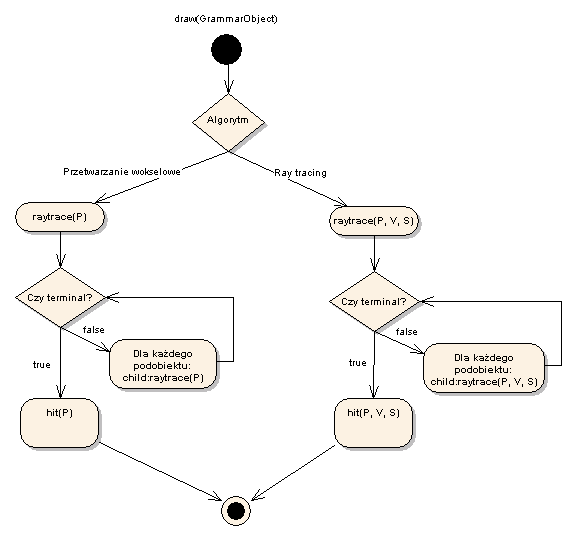 draw(GrammarObject)
Algorytm
Przetwarzanie wokselowe
Ray tracing
raytrace(P)
raytrace(P, V, S)
Czy terminal?
Czy terminal?
false
false
true
true
Dla każdego
podobiektu:
child:raytrace(P)
Dla każdego
podobiektu:
child:raytrace(P, V, S)
hit(P)
hit(P, V, S)